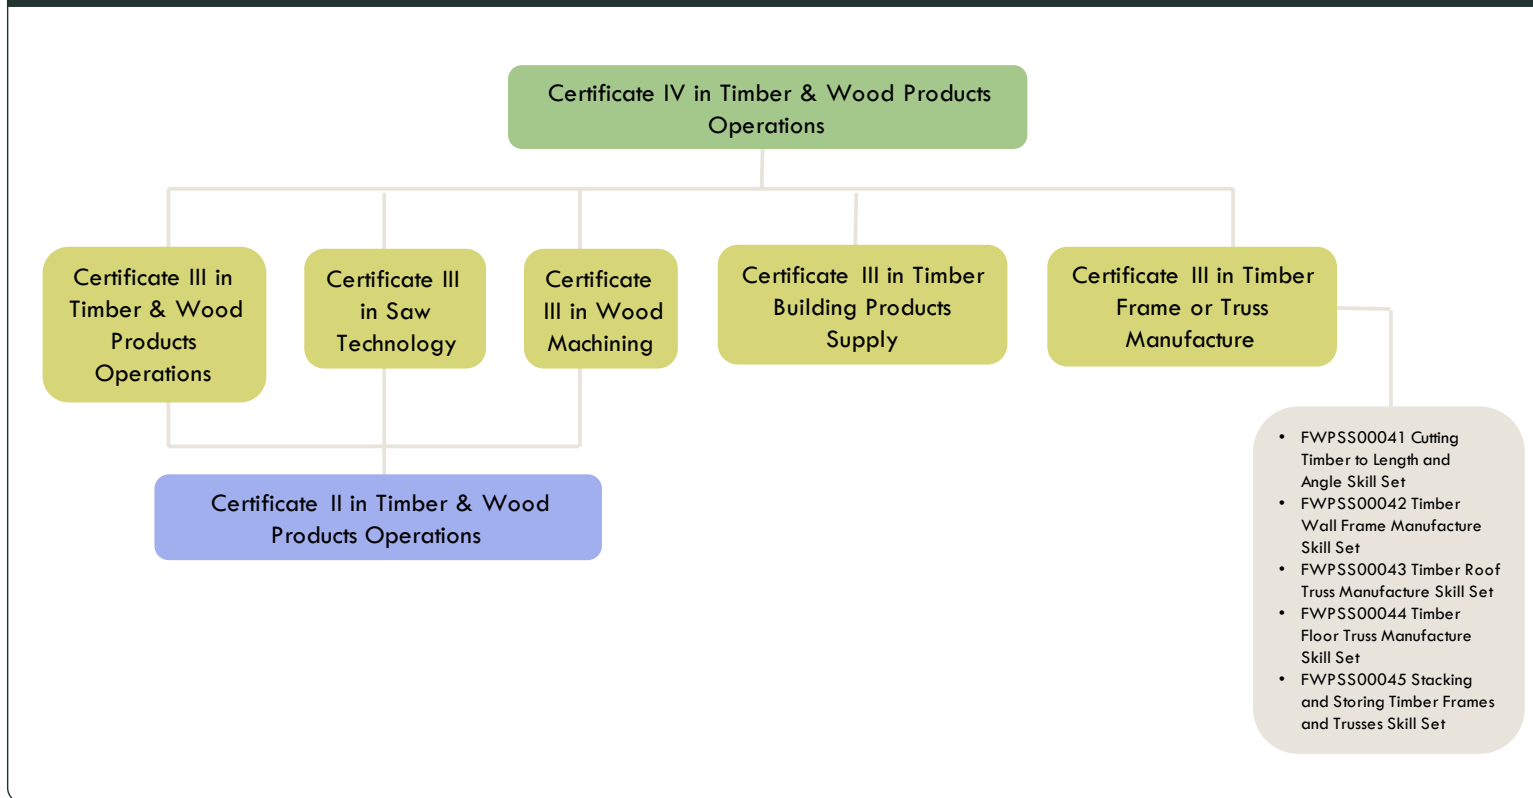 Certificate IV in Timber & Wood Products
Operations
Certificate III in
Timber & Wood
Products
Operations
Certificate III
in Saw
Technology
Certificate
III in Wood
Machining
Certificate III in Timber
Building Products
Supply
Certificate III in Timber
Frame or Truss
Manufacture
• FWPSS00041 Cutting
Timber to Length and
Angle Skill Set
• FWPSS00042 Timber
Wall Frame Manufacture
Skill Set
• FWPSS00043 Timber Roof
Truss Manufacture Skill Set
• FWPSS00044 Timber
Floor Truss Manufacture
Skill Set
• FWPSS00045 Stacking
and Storing Timber Frames
and Trusses Skill Set
Certificate II in Timber & Wood
Products Operations